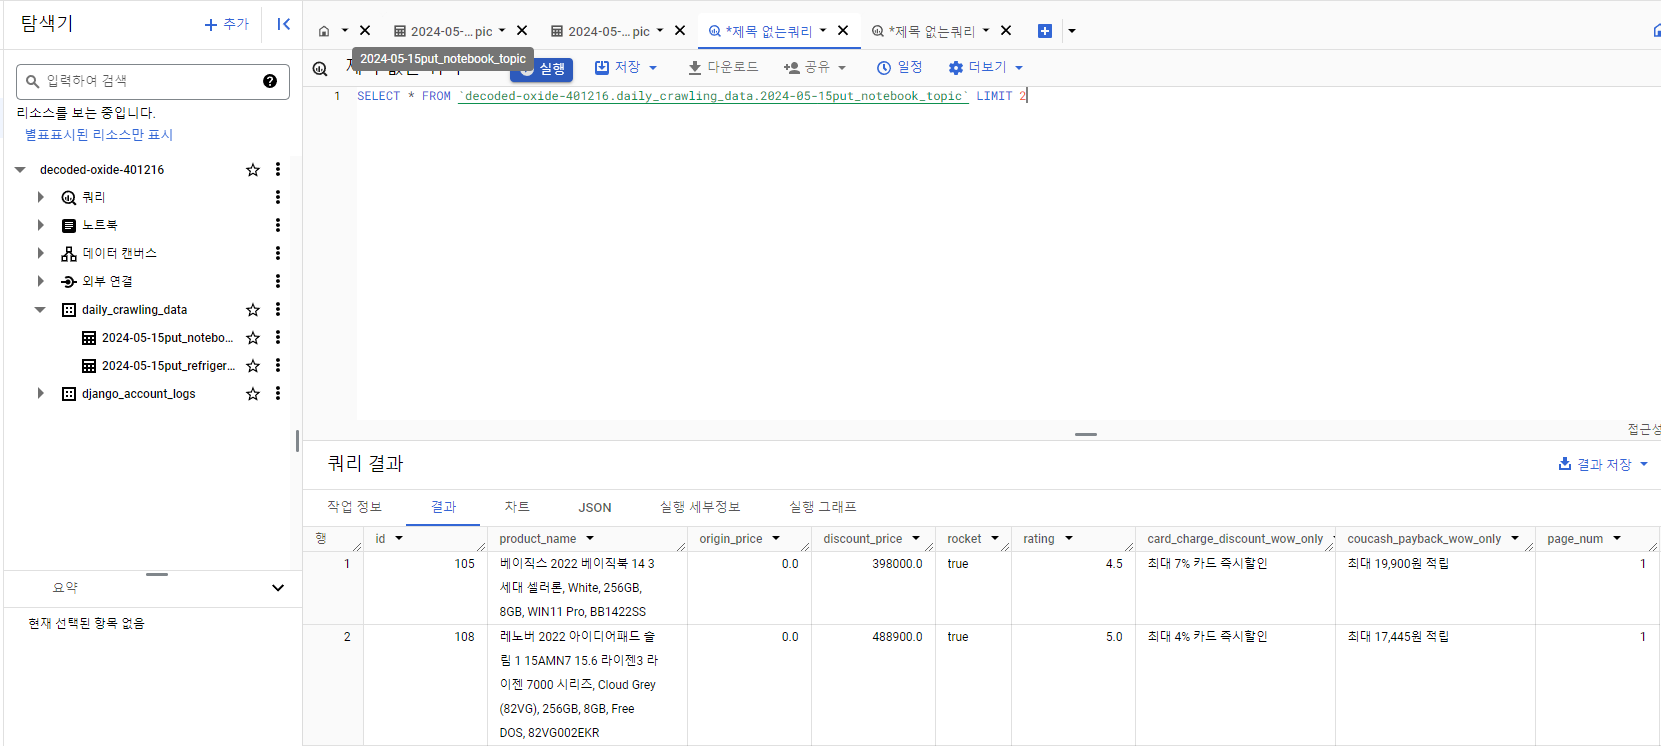 탐색기
추가
입력하여 검색
리소스를 보는 중입니다.
별표표시된 리소스만 표시
decoded-oxide-401216
쿼리
노트북
데이터 캔버스
외부 연결
daily_crawling_data
2024-05-15put_notebo...
2024-05-15put_refriger...
django_account_logs
요약
현재 선택된 항목 없음
2024-05-...pic
2024-05-...pic
*제목 없는쿼리
*제목 없는쿼리
2024-05-15put_notebook_topic
실행
저장
다운로드
공유
일정
더보기
1 SELECT * FROM `decoded-oxide-401216.daily_crawling_data.2024-05-15put_notebook_topic` LIMIT 2
쿼리 결과
결과 저장
작업 정보 결과 차트 JSON 실행 세부정보 실행 그래프
행 id product_name origin_price discount_price rocket rating card_charge_discount_wow_only coucash_payback_wow_only page_num
1 105 베이직스 2022 베이직북 14 3 0.0 398000.0 true 4.5 최대 7% 카드 즉시할인 최대 19,900원 적립 1
세대 셀러론, White, 256GB,
8GB, WIN11 Pro, BB1422SS
2 108 레노버 2022 아이디어패드 슬 0.0 488900.0 true 5.0 최대 4% 카드 즉시할인 최대 17,445원 적립 1
림 1 15AMN7 15.6 라이젠3 라
이젠 7000 시리즈, Cloud Grey
(82VG), 256GB, 8GB, Free
DOS, 82VG002EKR